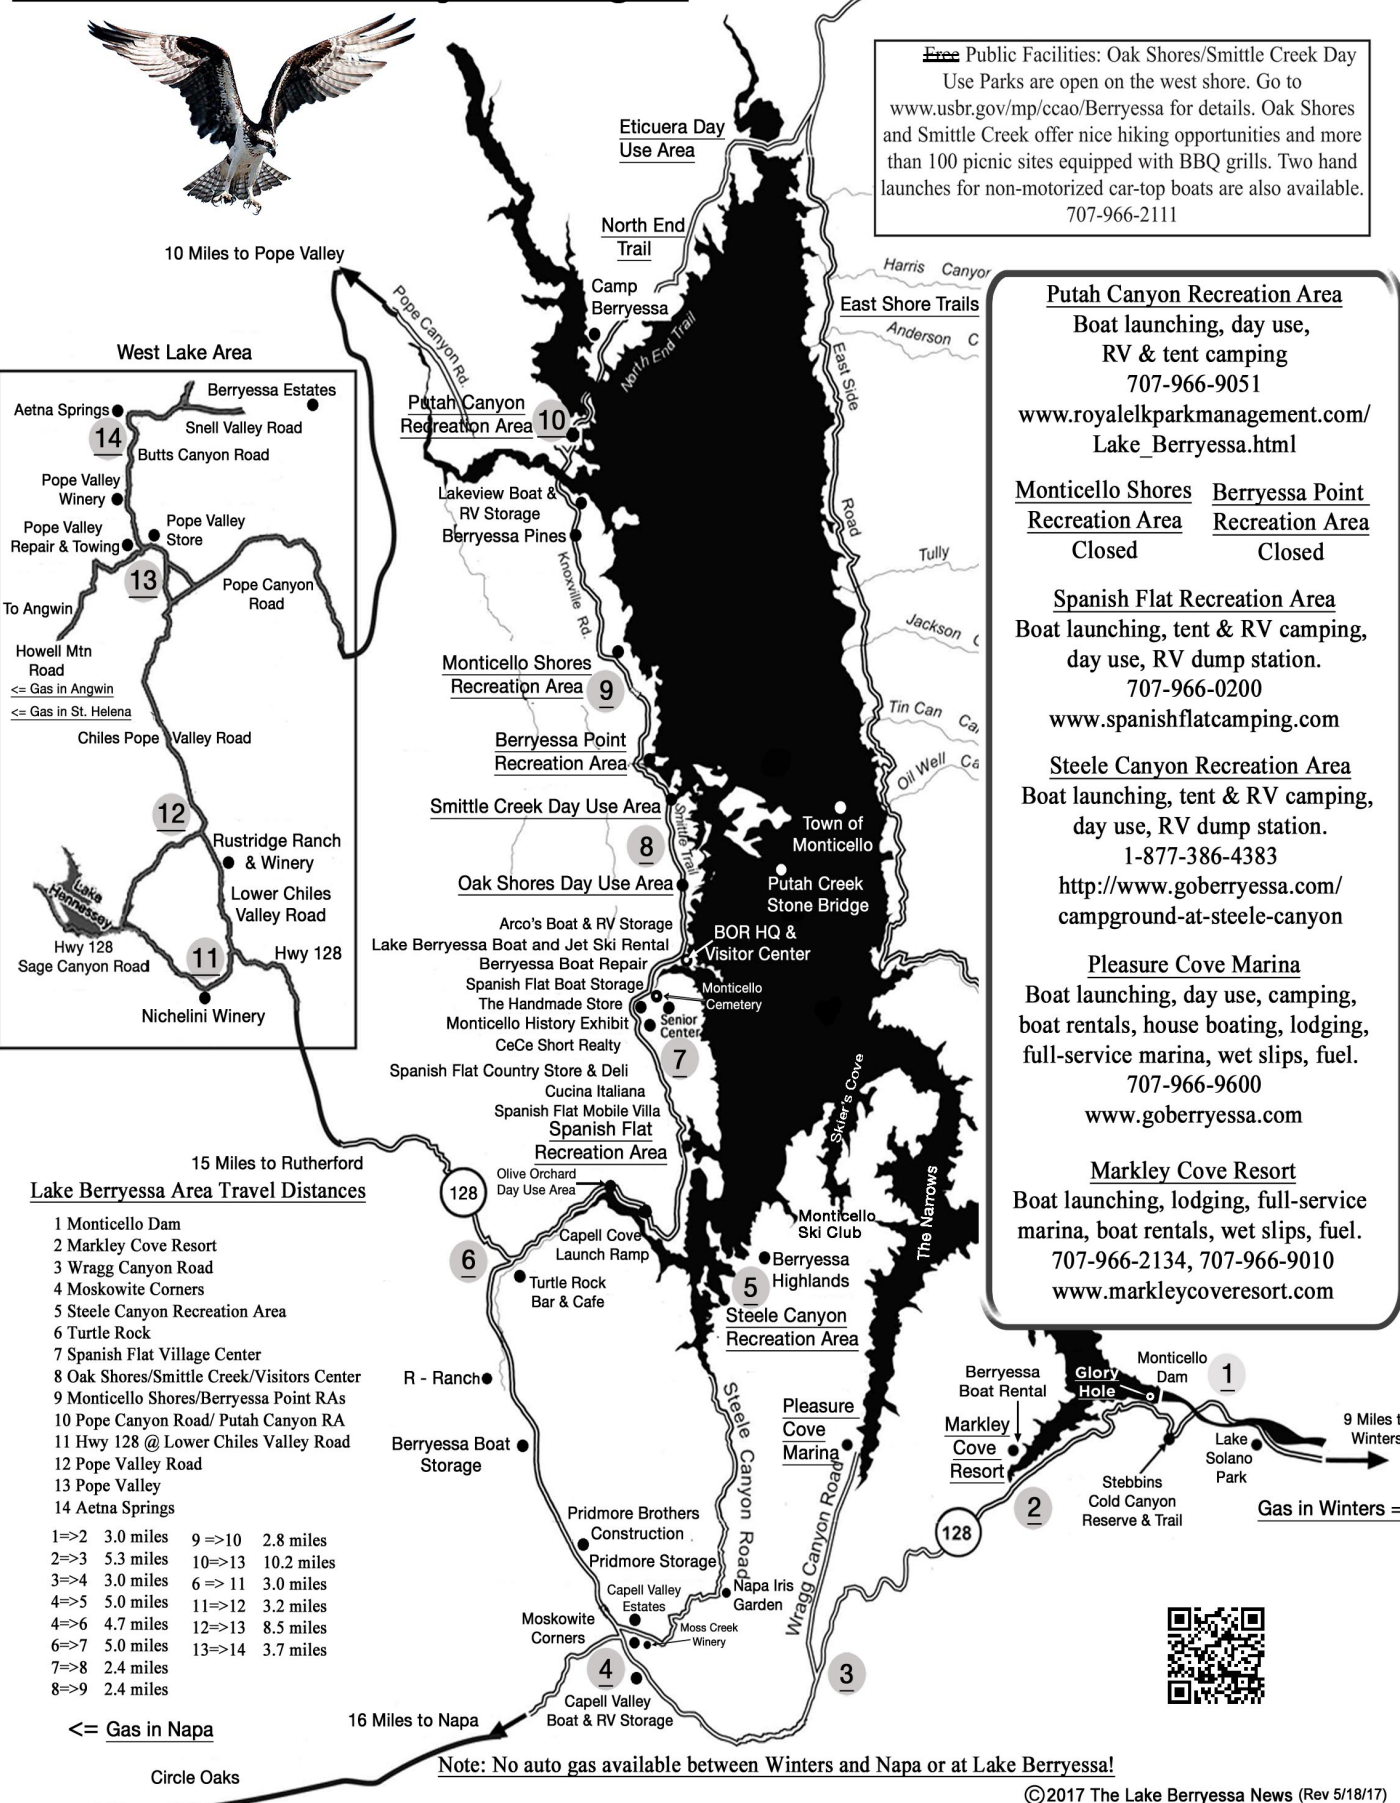 Free Public Facilities: Oak Shores/Smittle Creek Day
Use Parks are open on the west shore. Go to
www.usbr.gov/mp/ccao/Berryessa for details. Oak Shores
and Smittle Creek offer nice hiking opportunities and more
than 100 picnic sites equipped with BBQ grills. Two hand
launches for non-motorized car-top boats are also available.
707-966-2111
Eticuera Day
Use Area
North End
Trail
10 Miles to Pope Valley
Camp
Berryessa
North End Trail
Pope Canyon Rd.
Harris Canyon
East Shore Trails
Anderson C
East Side
Road
Putah Canyon
Recreation Area
10
Lakeview Boat &
RV Storage
Berryessa Pines
Knoxville Rd.
Tully
Jackson C
Tin Can Ca
Oil Well Ca
Monticello Shores
Recreation Area
9
Berryessa Point
Recreation Area
Smittle Creek Day Use Area
Smittle Trail
8
Oak Shores Day Use Area
Town of
Monticello
Putah Creek
Stone Bridge
Arco's Boat & RV Storage
Lake Berryessa Boat and Jet Ski Rental
Berryessa Boat Repair
Spanish Flat Boat Storage
The Handmade Store
Monticello History Exhibit
CeCe Short Realty
BOR HQ &
Visitor Center
Monticello
Cemetery
Senior
Center
7
Spanish Flat Country Store & Deli
Cucina Italiana
Spanish Flat Mobile Villa
Spanish Flat
Recreation Area
Olive Orchard
Day Use Area
Capell Cove
Launch Ramp
Skier's Cove
The Narrows
Monticello
Ski Club
Berryessa
Highlands
5
Steele Canyon
Recreation Area
128
6
Turtle Rock
Bar & Cafe
R - Ranch
Berryessa Boat
Storage
Steele Canyon Road
Pleasure
Cove
Marina
Wragg Canyon Road
Pridmore Brothers
Construction
Pridmore Storage
Capell Valley
Estates
Napa Iris
Garden
Moskowite
Corners
Moss Creek
Winery
4
Capell Valley
Boat & RV Storage
3
16 Miles to Napa
Circle Oaks
Berryessa
Boat Rental
Markley
Cove
Resort
2
128
Glory
Hole
Monticello
Dam
1
Lake
Solano
Park
Stebbins
Cold Canyon
Reserve & Trail
9 Miles t
Winters
Gas in Winters =
West Lake Area
Berryessa Estates
Aetna Springs
14
Snell Valley Road
Butts Canyon Road
Pope Valley
Winery
Pope Valley
Store
Pope Valley
Repair & Towing
13
Pope Canyon
Road
To Angwin
Howell Mtn
Road
<= Gas in Angwin
<= Gas in St. Helena
Chiles Pope Valley Road
12
Rustridge Ranch
& Winery
Lake
Hennessey
Lower Chiles
Valley Road
Hwy 128
Sage Canyon Road
11
Hwy 128
Nichelini Winery
15 Miles to Rutherford
Lake Berryessa Area Travel Distances
1 Monticello Dam
2 Markley Cove Resort
3 Wragg Canyon Road
4 Moskowite Corners
5 Steele Canyon Recreation Area
6 Turtle Rock
7 Spanish Flat Village Center
8 Oak Shores/Smittle Creek/Visitors Center
9 Monticello Shores/Berryessa Point RAs
10 Pope Canyon Road/ Putah Canyon RA
11 Hwy 128 @ Lower Chiles Valley Road
12 Pope Valley Road
13 Pope Valley
14 Aetna Springs
1=>2 3.0 miles
2=>3 5.3 miles
3=>4 3.0 miles
4=>5 5.0 miles
4=>6 4.7 miles
6=>7 5.0 miles
7=>8 2.4 miles
8=>9 2.4 miles
9 =>10 2.8 miles
10=>13 10.2 miles
6 => 11 3.0 miles
11=>12 3.2 miles
12=>13 8.5 miles
13=>14 3.7 miles
<= Gas in Napa
Putah Canyon Recreation Area
Boat launching, day use,
RV & tent camping
707-966-9051
www.royalelkparkmanagement.com/
Lake_Berryessa.html
Monticello Shores
Recreation Area
Closed
Berryessa Point
Recreation Area
Closed
Spanish Flat Recreation Area
Boat launching, tent & RV camping,
day use, RV dump station.
707-966-0200
www.spanishflatcamping.com
Steele Canyon Recreation Area
Boat launching, tent & RV camping,
day use, RV dump station.
1-877-386-4383
http://www.goberryessa.com/
campground-at-steele-canyon
Pleasure Cove Marina
Boat launching, day use, camping,
boat rentals, house boating, lodging,
full-service marina, wet slips, fuel.
707-966-9600
www.goberryessa.com
Markley Cove Resort
Boat launching, lodging, full-service
marina, boat rentals, wet slips, fuel.
707-966-2134, 707-966-9010
www.markleycoveresort.com
Note: No auto gas available between Winters and Napa or at Lake Berryessa!
©2017 The Lake Berryessa News (Rev 5/18/17)